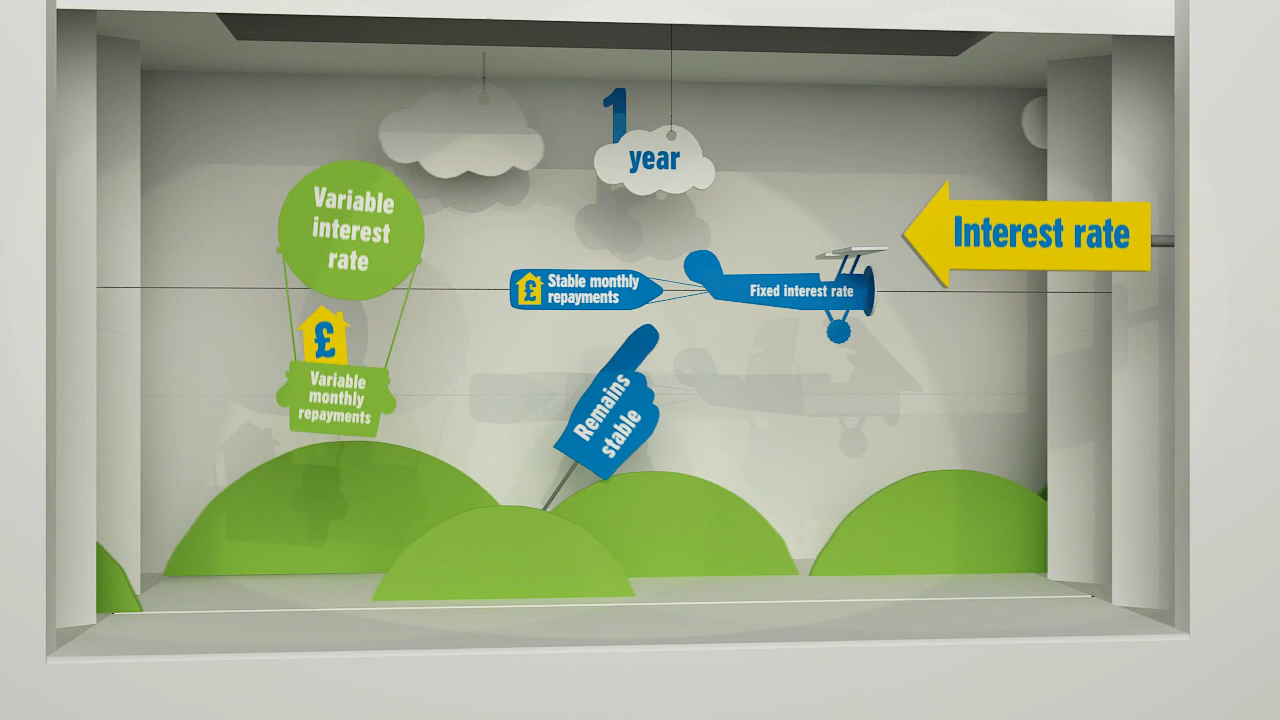 1
year
Variable
interest
rate
Interest rate
£
Stable monthly
repayments
Fixed interest rate
£
Variable
monthly
repayments
Remains
stable